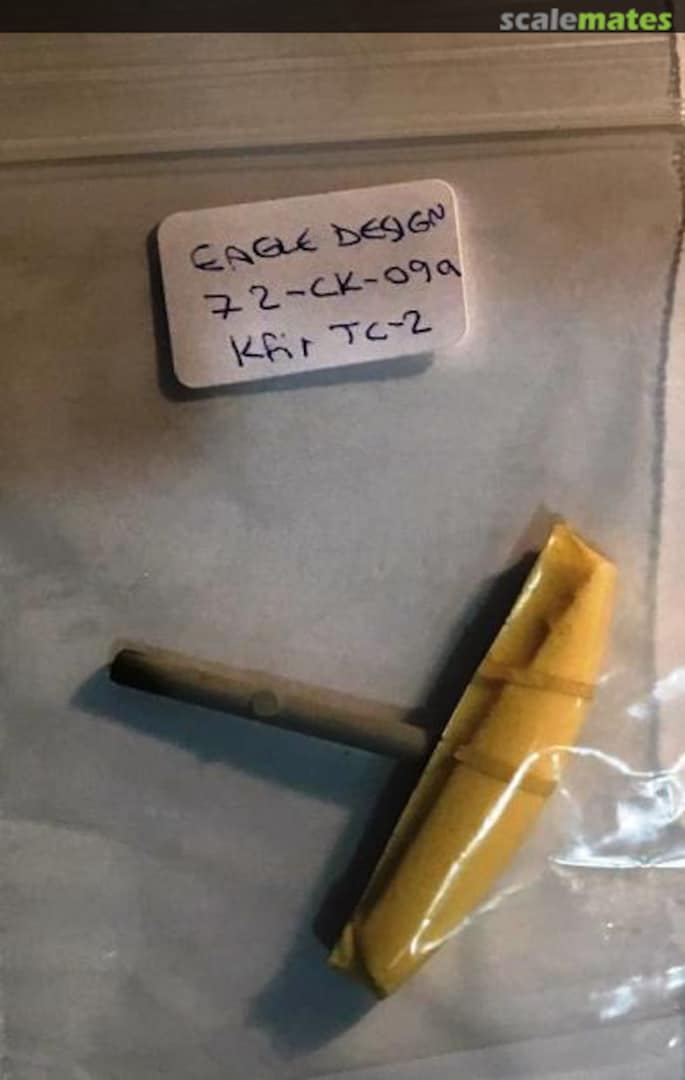 scalemates
EAGLE DESIGN
72-CK-09a
Kfir TC-2